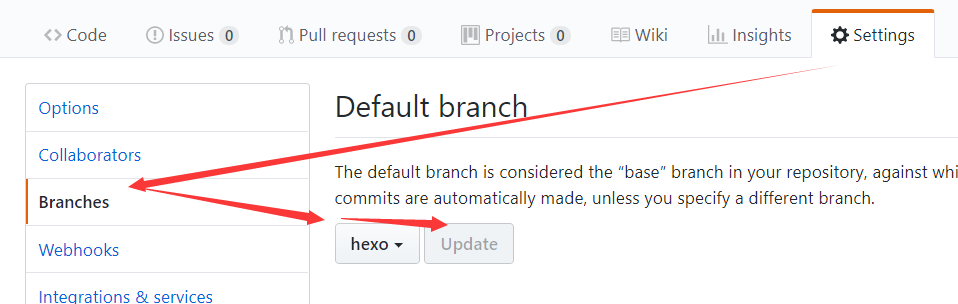 Code Issues 0 Pull requests 0 Projects 0 Wiki Insights Settings
Options
Collaborators
Branches
Webhooks
Integrations & services
Default branch
The default branch is considered the “base” branch in your repository, against
commits are automatically made, unless you specify a different branch.
hexo
Update